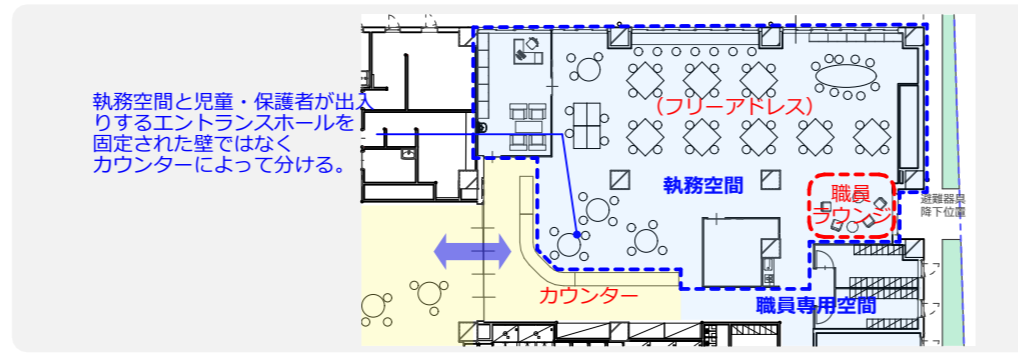 執務空間と児童・保護者が出入
りするエントランスホールを
固定された壁ではなく
カウンターによって分ける。
（フリーアドレス）
執務空間
職員
ラウンジ
避難器具
降下位置
カウンター
職員専用空間